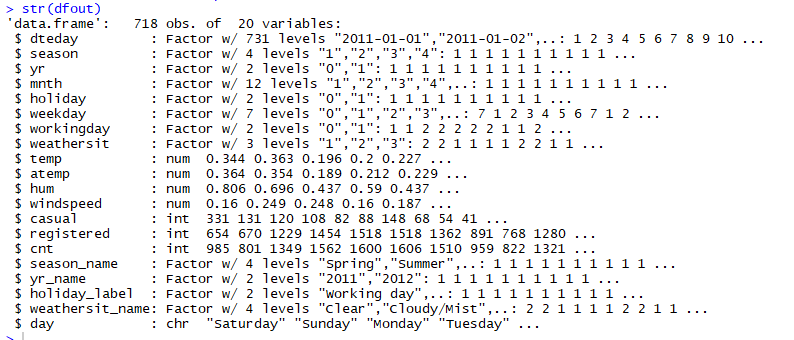 > str(dfout)
'data.frame':   718 obs. of  20 variables:
 $ dteday         : Factor w/ 731 levels "2011-01-01","2011-01-02",..: 1 2 3 4 5 6 7 8 9 10 ...
 $ season         : Factor w/ 4 levels "1","2","3","4": 1 1 1 1 1 1 1 1 1 1 ...
 $ yr             : Factor w/ 2 levels "0","1": 1 1 1 1 1 1 1 1 1 1 ...
 $ mnth           : Factor w/ 12 levels "1","2","3","4",..: 1 1 1 1 1 1 1 1 1 1 ...
 $ holiday        : Factor w/ 2 levels "0","1": 1 1 1 1 1 1 1 1 1 1 ...
 $ weekday        : Factor w/ 7 levels "0","1","2","3",..: 7 1 2 3 4 5 6 7 1 2 ...
 $ workingday     : Factor w/ 2 levels "0","1": 1 1 2 2 2 2 2 1 1 2 ...
 $ weathersit     : Factor w/ 3 levels "1","2","3": 2 2 1 1 1 1 2 2 1 1 ...
 $ temp           : num  0.344 0.363 0.196 0.2 0.227 ...
 $ atemp          : num  0.364 0.354 0.189 0.212 0.229 ...
 $ hum            : num  0.806 0.696 0.437 0.59 0.437 ...
 $ windspeed      : num  0.16 0.249 0.248 0.16 0.187 ...
 $ casual         : int  331 131 120 108 82 88 148 68 54 41 ...
 $ registered     : int  654 670 1229 1454 1518 1518 1362 891 768 1280 ...
 $ cnt            : int  985 801 1349 1562 1600 1606 1510 959 822 1321 ...
 $ season_name    : Factor w/ 4 levels "Spring","Summer",..: 1 1 1 1 1 1 1 1 1 1 ...
 $ yr_name        : Factor w/ 2 levels "2011","2012": 1 1 1 1 1 1 1 1 1 1 ...
 $ holiday_label  : Factor w/ 2 levels "Working day",..: 1 1 1 1 1 1 1 1 1 1 ...
 $ weathersit_name: Factor w/ 4 levels "Clear","Cloudy/Mist",..: 2 2 1 1 1 1 2 2 1 1 ...
 $ day            : chr  "Saturday" "Sunday" "Monday" "Tuesday" ...
>